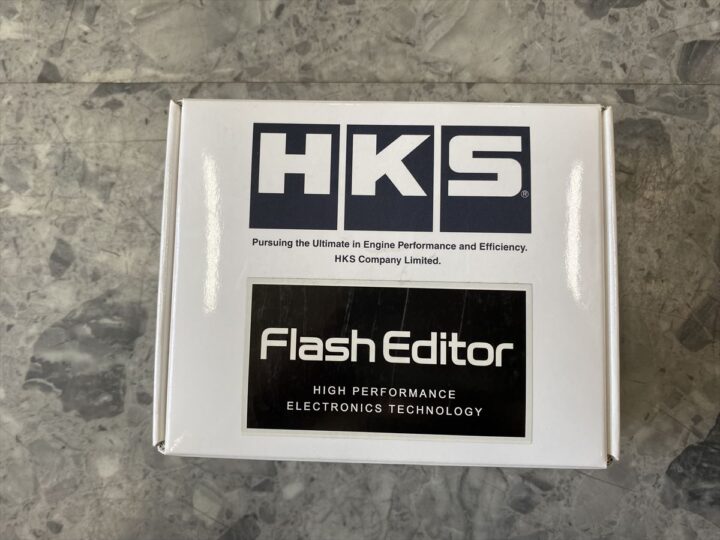 HKS®
Pursuing the Ultimate in Engine Performance and Efficiency.
HKS Company Limited.
Flash Editor
HIGH PERFORMANCE
ELECTRONICS TECHNOLOGY